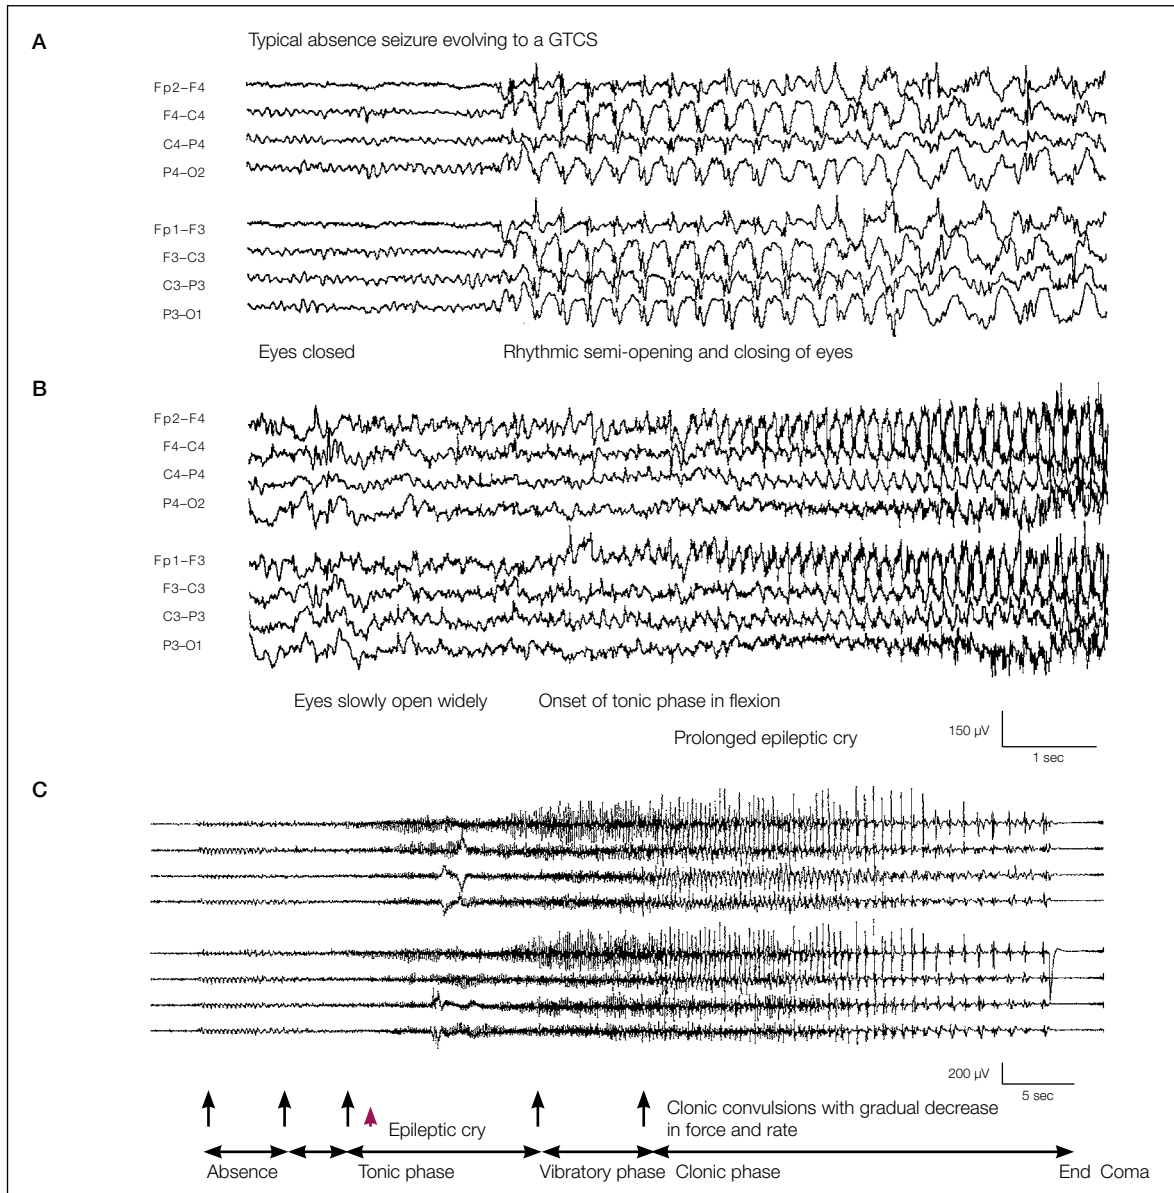 A
Typical absence seizure evolving to a GTCS
Fp2–F4
F4–C4
C4–P4
P4–O2
Fp1–F3
F3–C3
C3–P3
P3–O1
Eyes closed
Rhythmic semi-opening and closing of eyes
B
Fp2–F4
F4–C4
C4–P4
P4–O2
Fp1–F3
F3–C3
C3–P3
P3–O1
Eyes slowly open widely
Onset of tonic phase in flexion
Prolonged epileptic cry
150 µV
1 sec
C
200 µV
5 sec
Clonic convulsions with gradual decrease
in force and rate
Epileptic cry
Absence
Tonic phase
Vibratory phase
Clonic phase
End
Coma